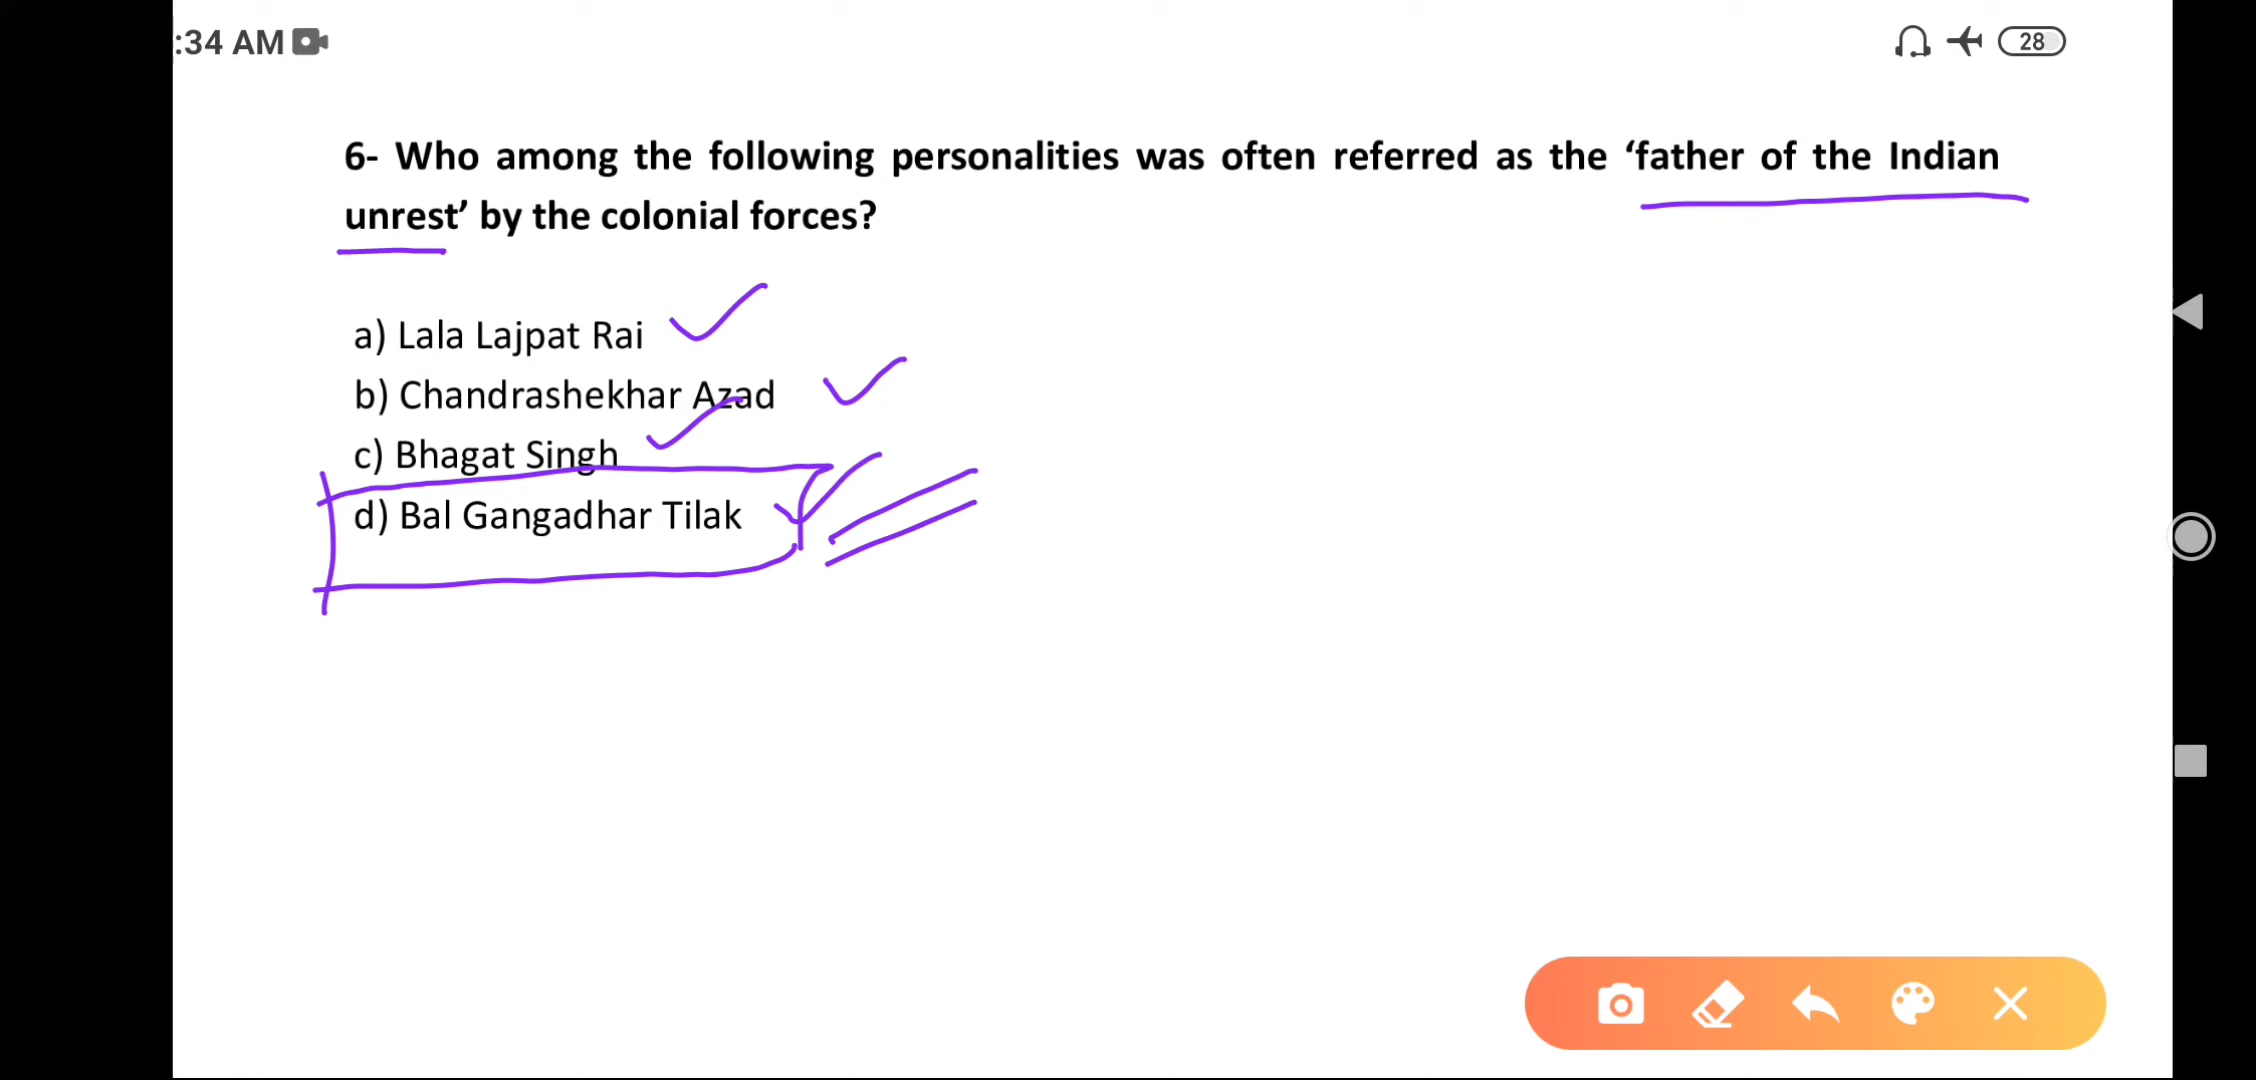 :34 AM
28
6- Who among the following personalities was often referred as the ‘father of the Indian
unrest’ by the colonial forces?
a) Lala Lajpat Rai
b) Chandrashekhar Azad
c) Bhagat Singh
d) Bal Gangadhar Tilak